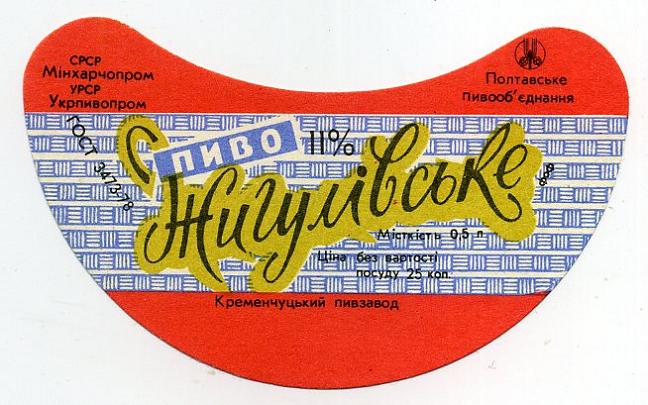 СРСР
Мінхарчопром
УРСР
Укрпивопром
Полтавське
пивооб'єднання
ГОСТ 3473-78
ПИВО 11%
Жигулівське
Місткість 0,5 л
Ціна без вартості
посуду 25 коп.
Кременчуцький пивзавод